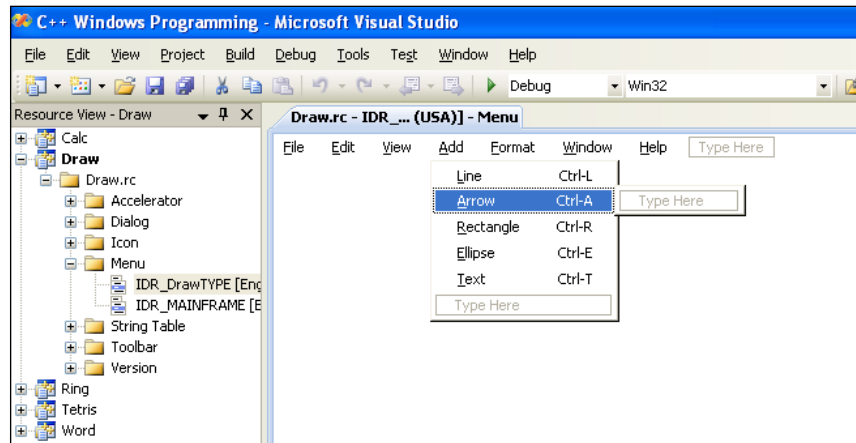 C++ Windows Programming - Microsoft Visual Studio
File Edit View Project Build Debug Tools Test Window Help
Debug Win32
Resource View - Draw
Draw.rc - IDR_... (USA)] - Menu
Calc
Draw
Draw.rc
Accelerator
Dialog
Icon
Menu
IDR_DrawTYPE [Eng
IDR_MAINFRAME [E
String Table
Toolbar
Version
Ring
Tetris
Word
File Edit View Add Format Window Help Type Here
Line Ctrl-L
Arrow Ctrl-A Type Here
Rectangle Ctrl-R
Ellipse Ctrl-E
Text Ctrl-T
Type Here